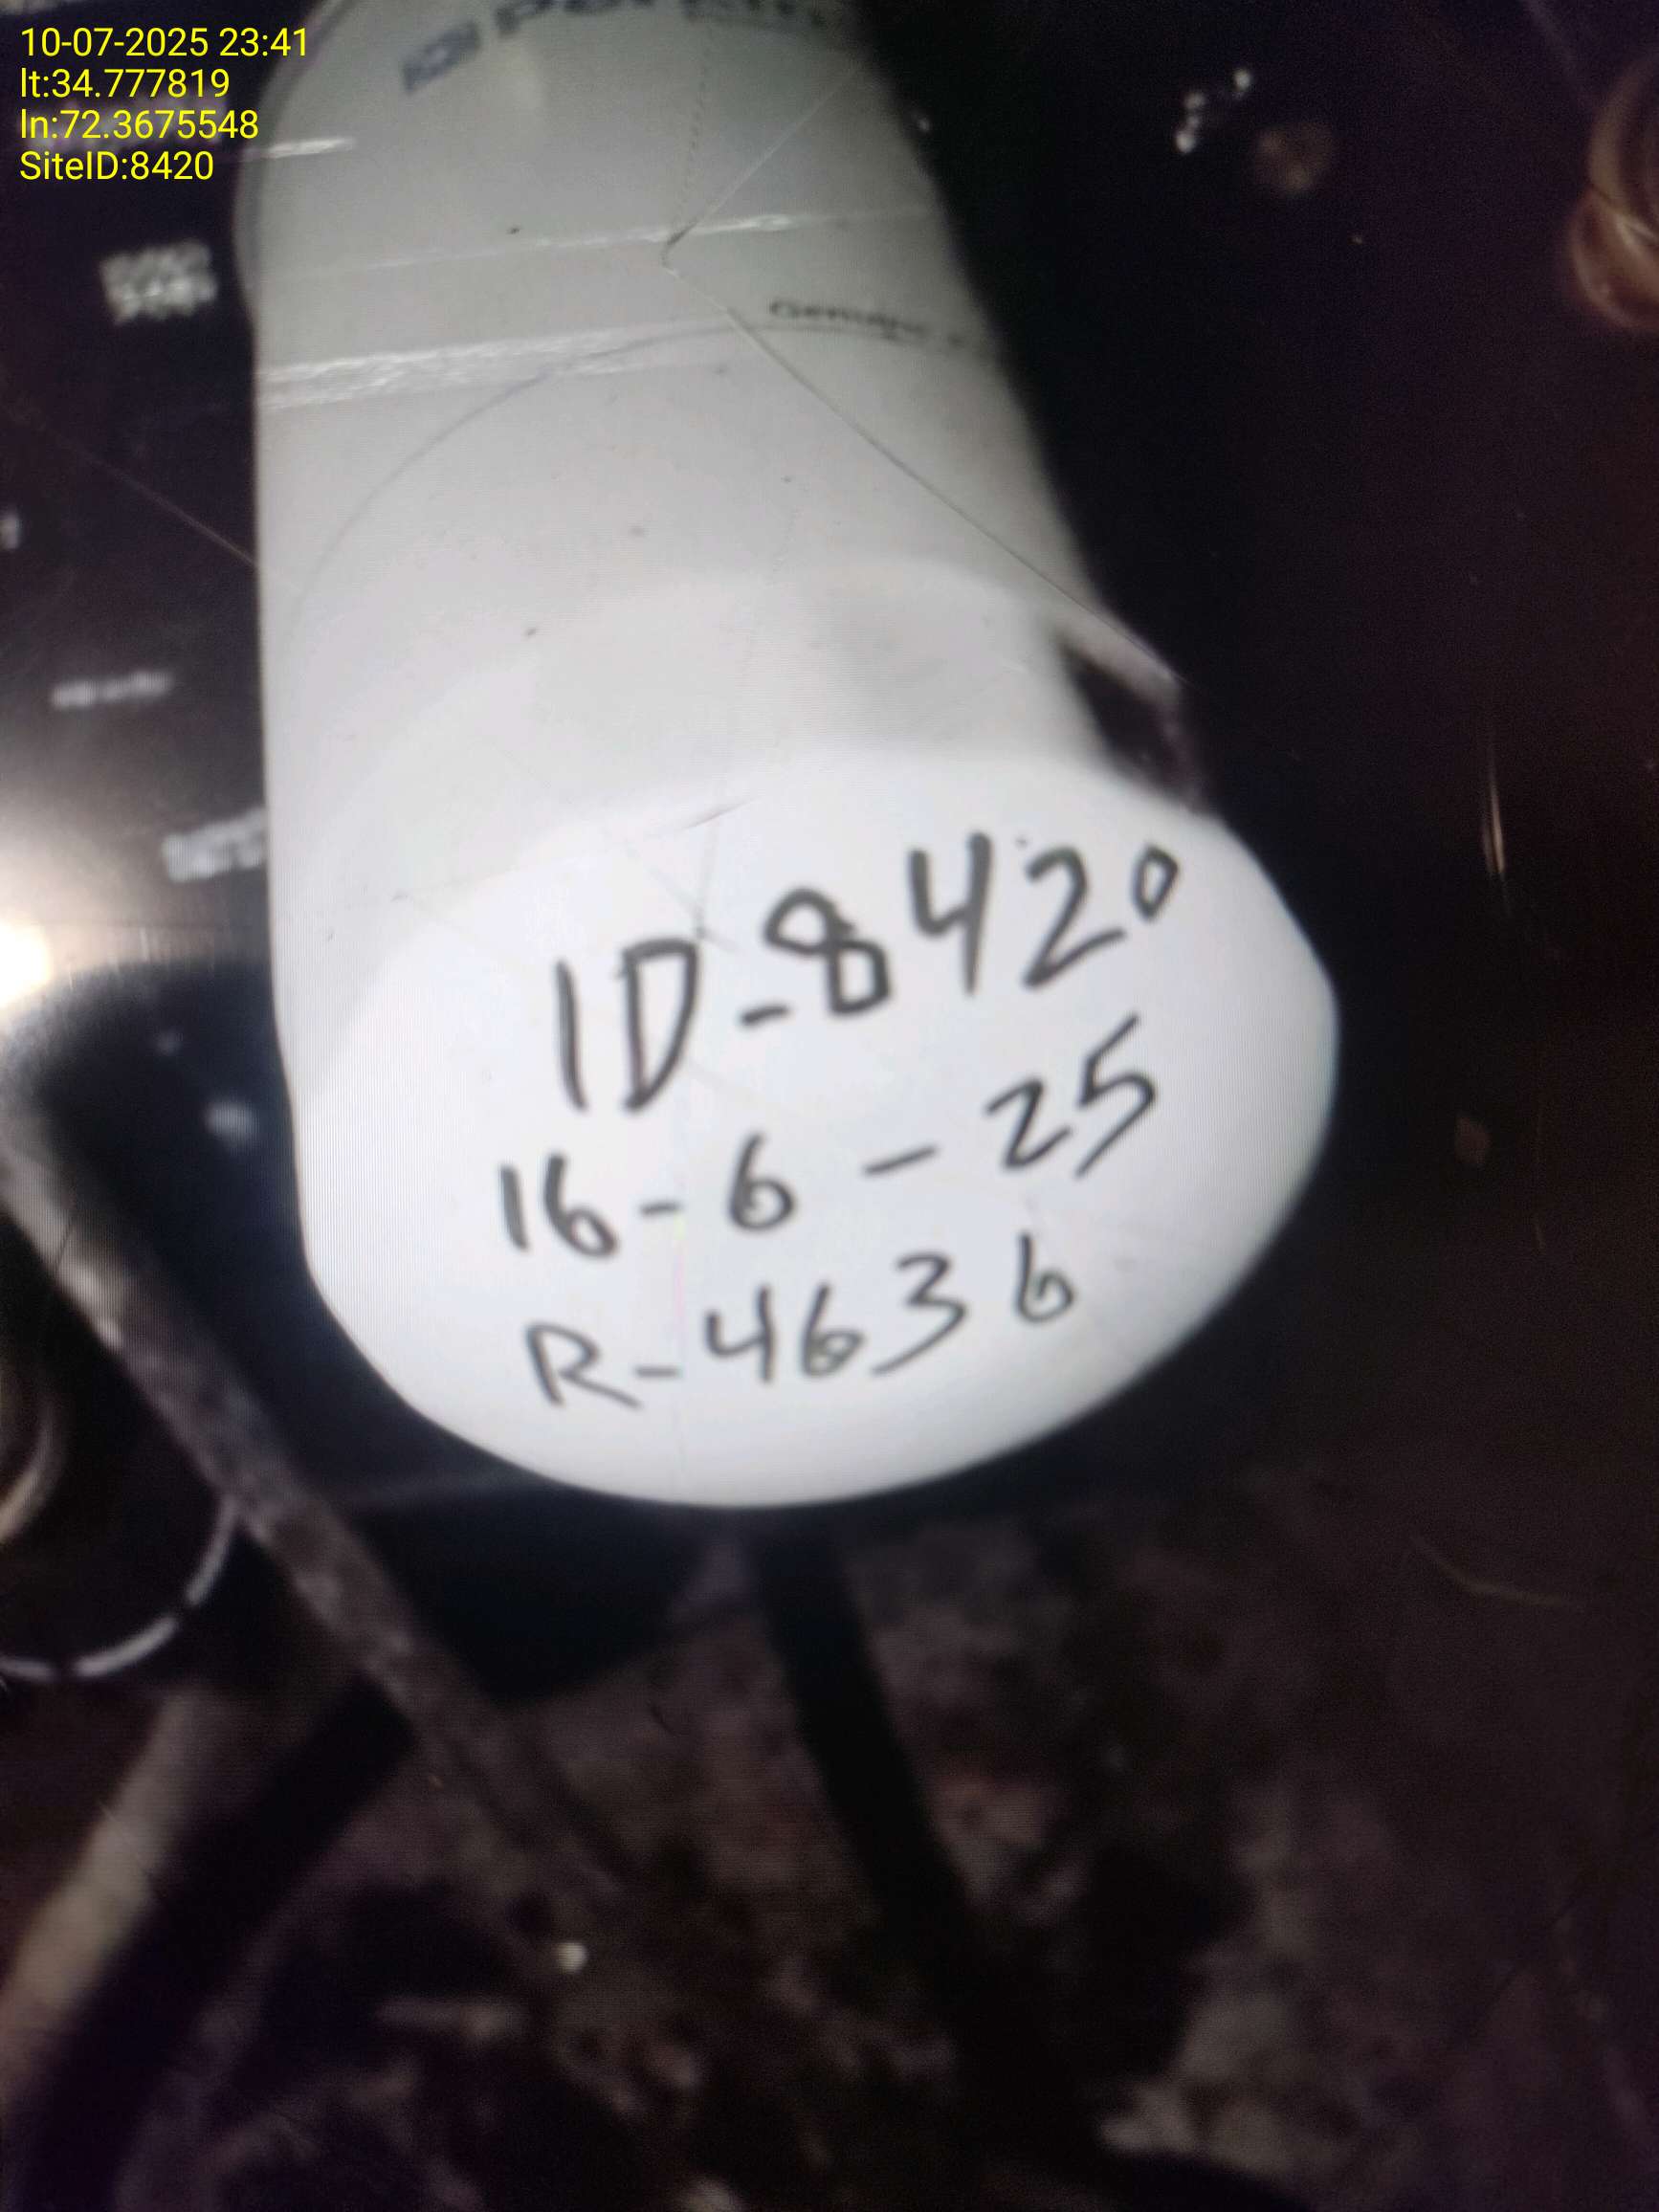 10-07-2025 23:41
lt:34.777819
ln:72.3675548
SiteID:8420
Genuine
ID-8420
16-6-25
R-4636